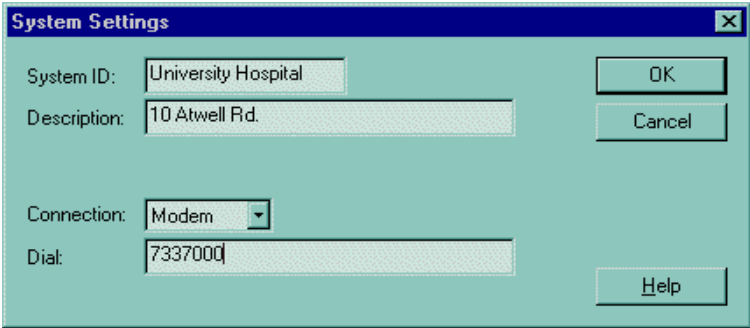 System Settings
System ID: University Hospital
OK
Description: 10 Atwell Rd.
Cancel
Connection: Modem
Dial: 7337000
Help